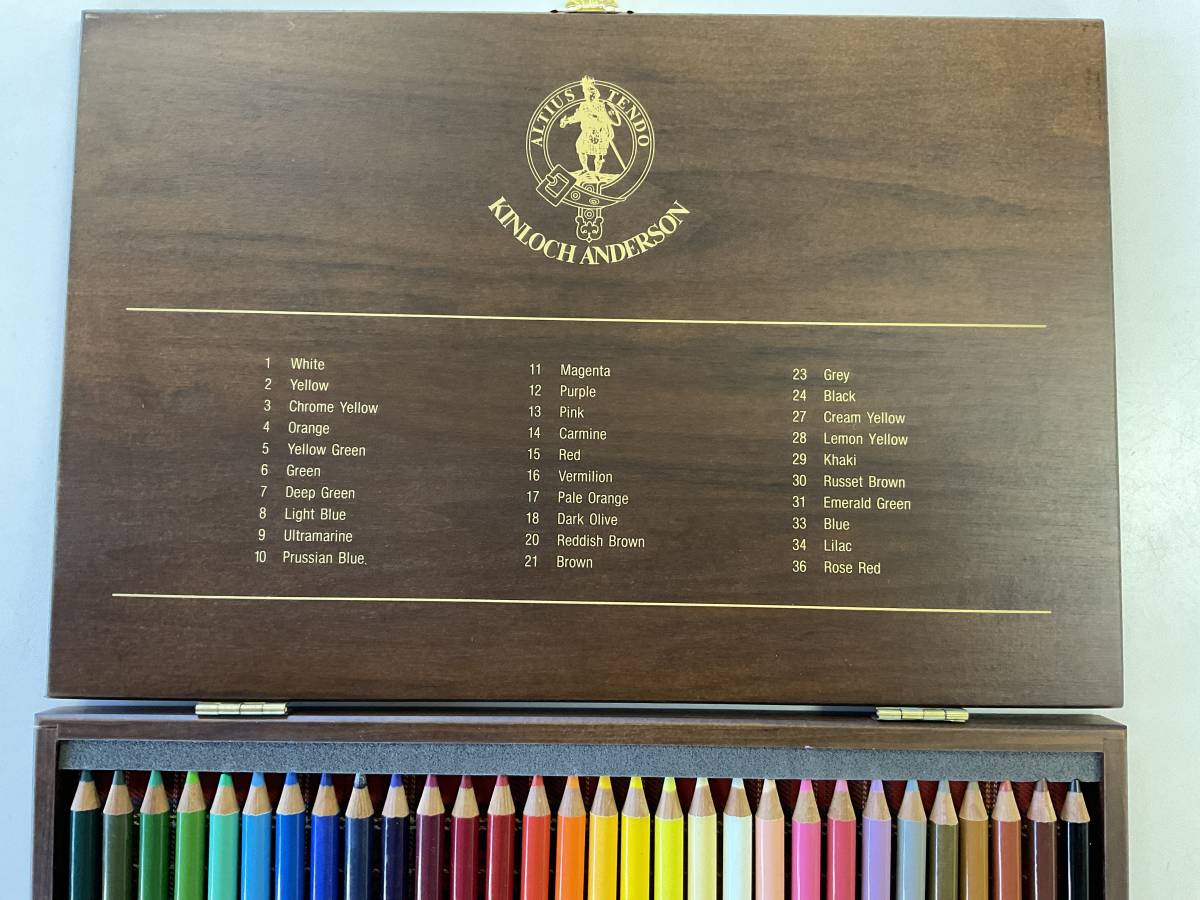 ALTIUS TENDO
KINLOCH ANDERSON
1 White
2 Yellow
3 Chrome Yellow
4 Orange
5 Yellow Green
6 Green
7 Deep Green
8 Light Blue
9 Ultramarine
10 Prussian Blue.
11 Magenta
12 Purple
13 Pink
14 Carmine
15 Red
16 Vermilion
17 Pale Orange
18 Dark Olive
20 Reddish Brown
21 Brown
23 Grey
24 Black
27 Cream Yellow
28 Lemon Yellow
29 Khaki
30 Russet Brown
31 Emerald Green
33 Blue
34 Lilac
36 Rose Red